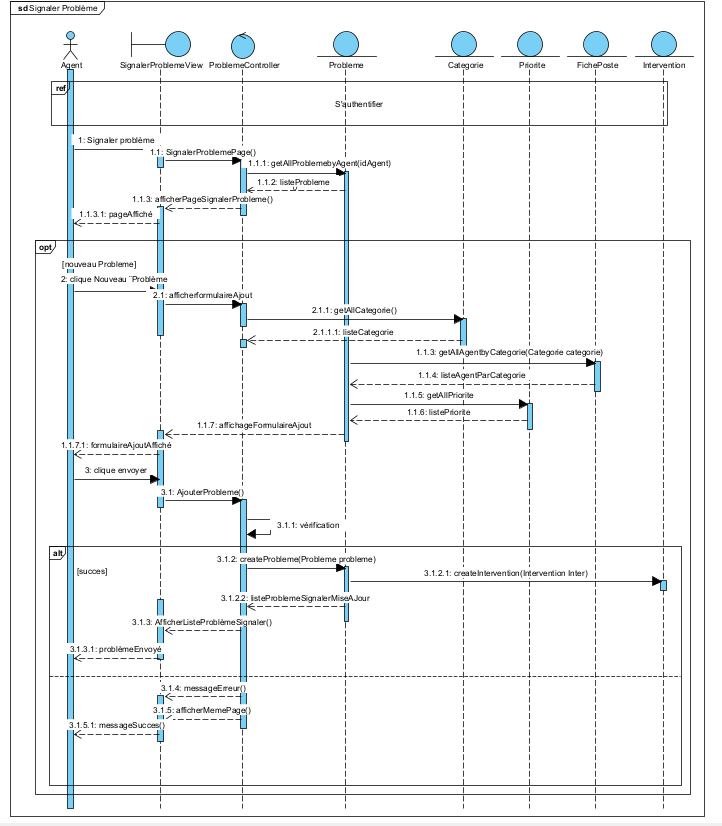 sd Signaler Problème
Agent
SignalerProblemeView
ProblemeController
Probleme
Categorie
Priorite
FichePoste
Intervention
ref
S'authentifier
1: Signaler problème
1.1: SignalerProblemePage()
1.1.1: getAllProblemebyAgent(idAgent)
1.1.2: listeProbleme
1.1.3: afficherPageSignalerProbleme()
1.1.3.1: pageAffiché
opt
[nouveau Probleme]
2: clique Nouveau ¨Problème
2.1: afficherformulaireAjout
2.1.1: getAllCategorie()
2.1.1.1: listeCategorie
1.1.3: getAllAgentbyCategorie(Categorie categorie)
1.1.4: listeAgentParCategorie
1.1.5: getAllPriorite
1.1.6: listePriorite
1.1.7: affichageFormulaireAjout
1.1.7.1: formulaireAjoutAffiché
3: clique envoyer
3.1: AjouterProbleme()
3.1.1: vérification
alt
3.1.2: createProbleme(Probleme probleme)
[succes]
3.1.2.1: createIntervention(Intervention Inter)
3.1.2.2: listeProblemeSignalerMiseAJour
3.1.3: AfficherListeProblèmeSignaler()
3.1.3.1: problèmeEnvoyé
3.1.4: messageErreur()
3.1.5: afficherMemePage()
3.1.5.1: messageSucces()